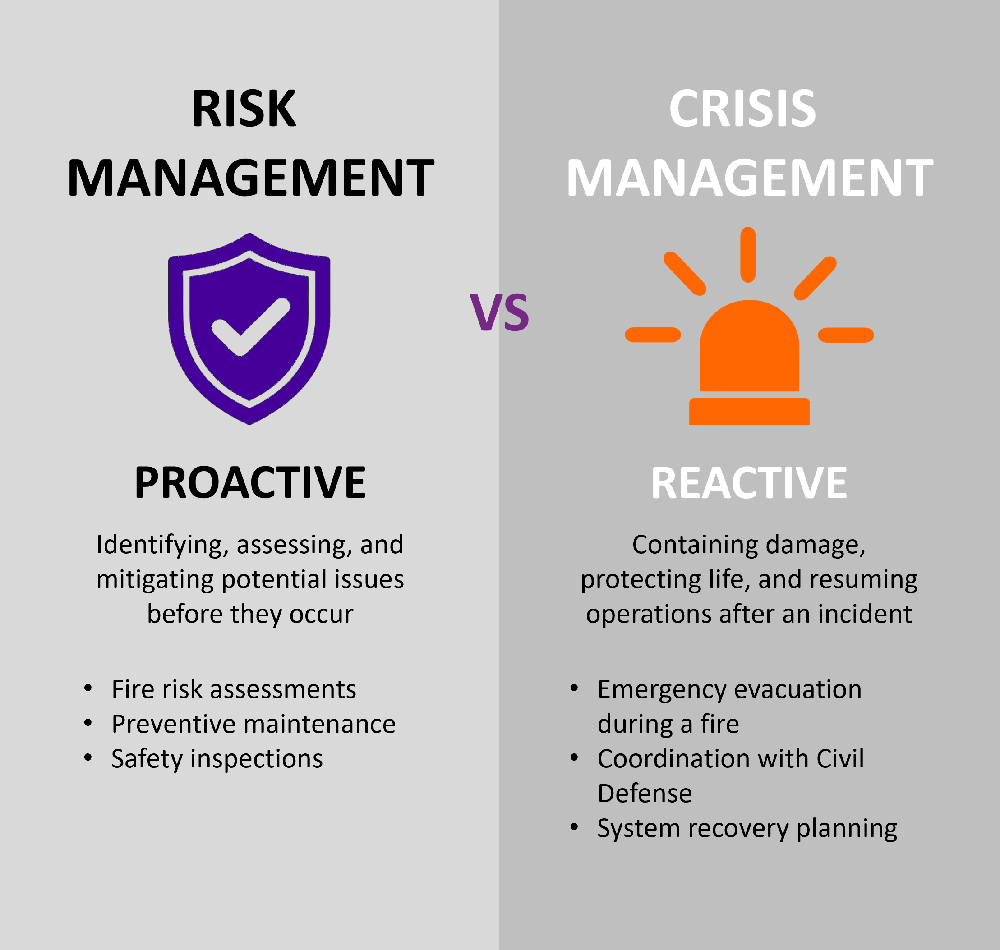 RISK
MANAGEMENT
PROACTIVE
Identifying, assessing, and
mitigating potential issues
before they occur
• Fire risk assessments
• Preventive maintenance
• Safety inspections
VS
CRISIS
MANAGEMENT
REACTIVE
Containing damage,
protecting life, and resuming
operations after an incident
• Emergency evacuation
during a fire
• Coordination with Civil
Defense
• System recovery planning